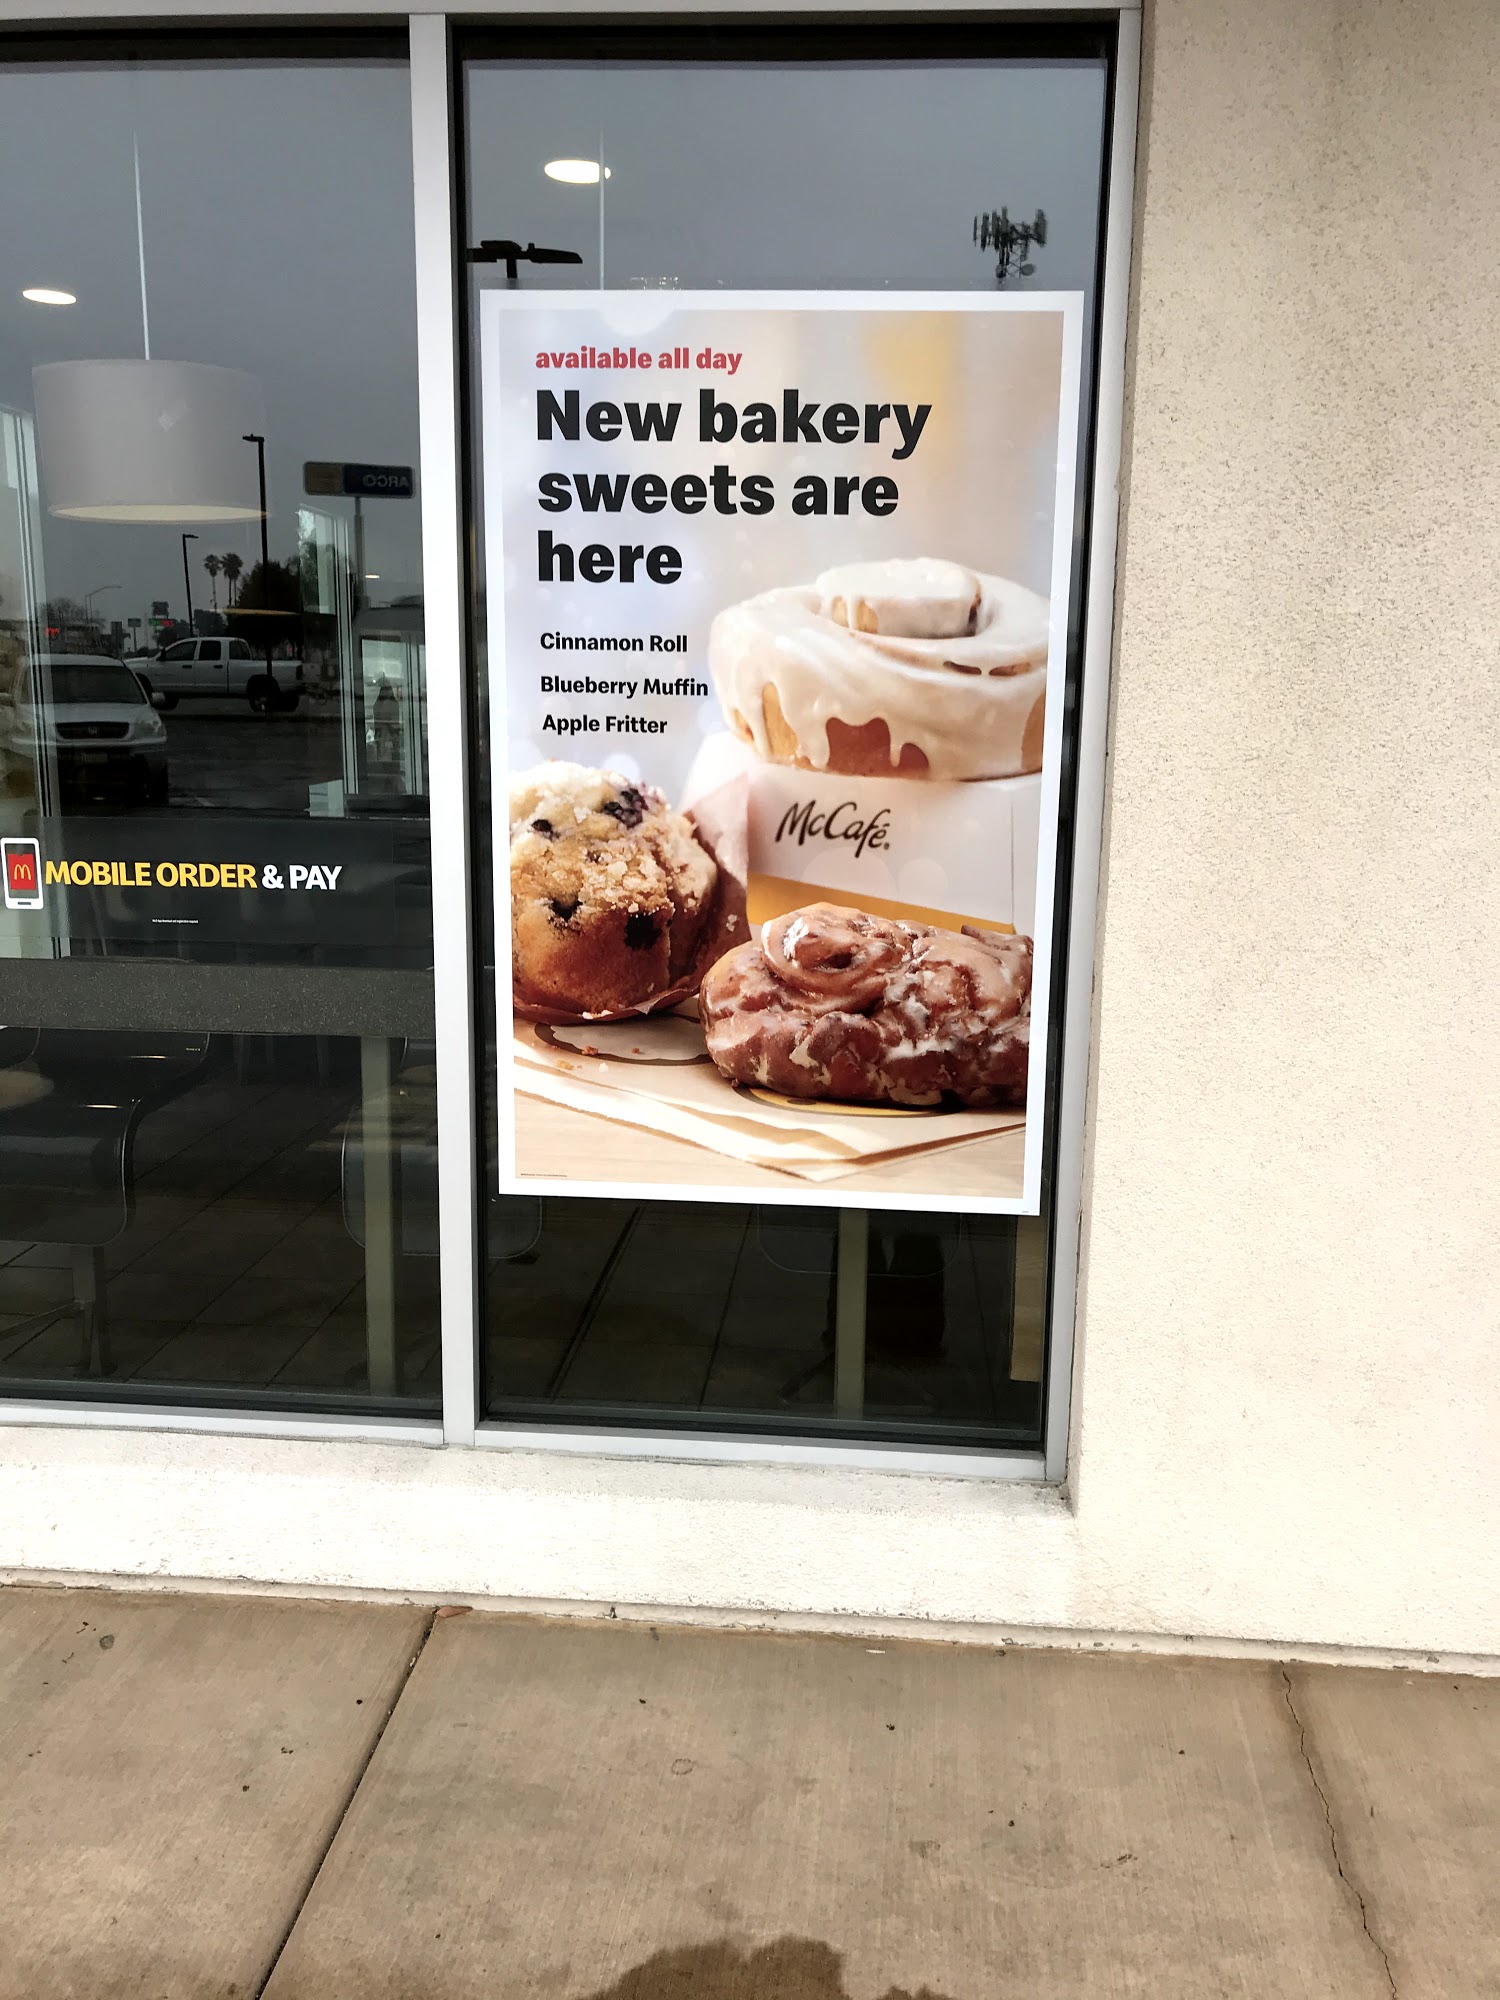 available all day
New bakery
sweets are
here
Cinnamon Roll
Blueberry Muffin
Apple Fritter
McCafé
MOBILE ORDER & PAY
ARCO